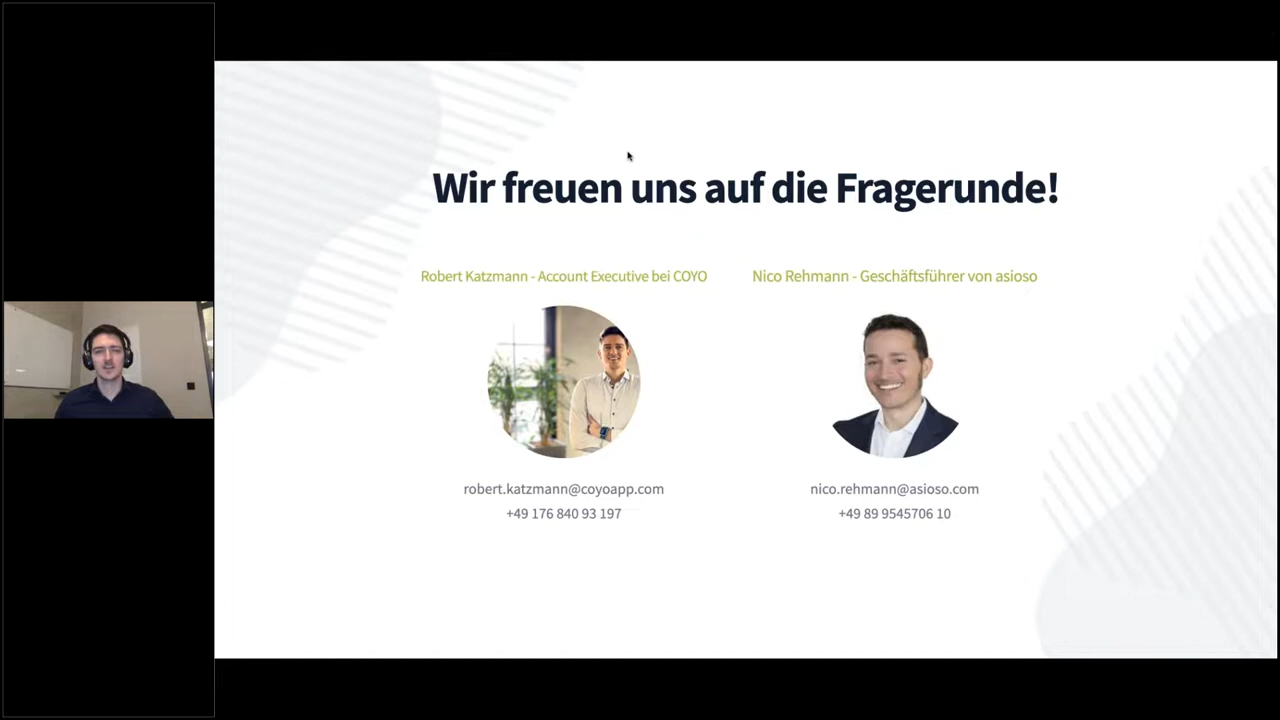 Wir freuen uns auf die Fragerunde!
Robert Katzmann - Account Executive bei COYO
robert.katzmann@coyoapp.com
+49 176 840 93 197
Nico Rehmann - Geschäftsführer von asioso
nico.rehmann@asioso.com
+49 89 9545706 10